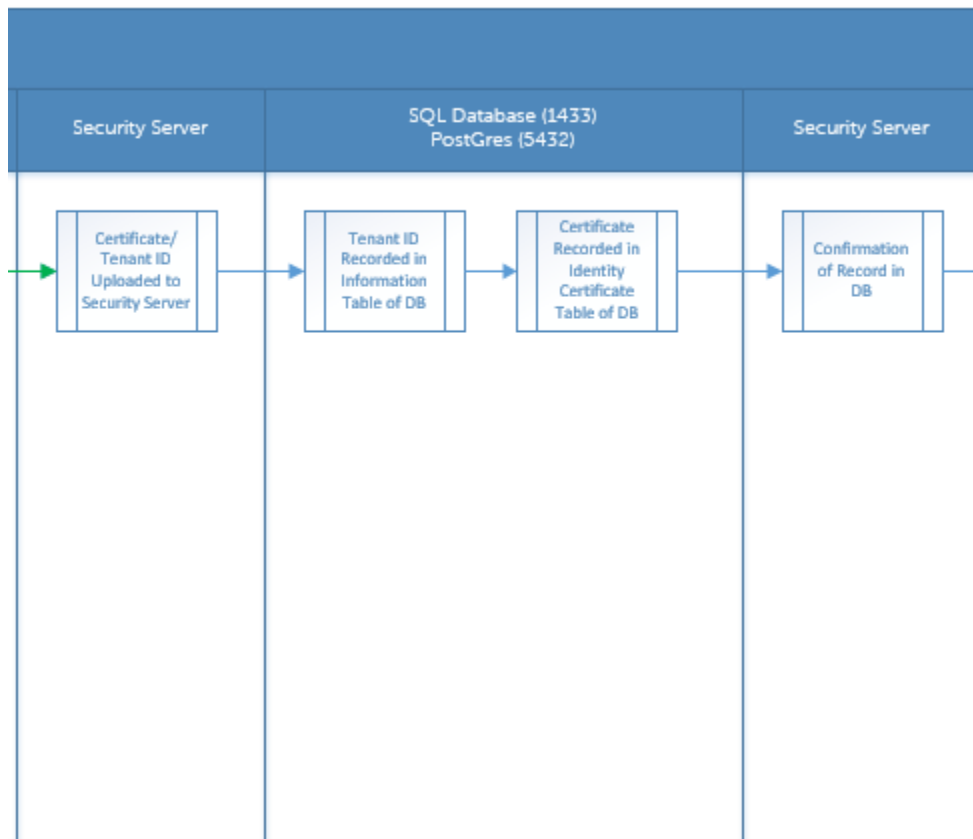 Security Server
SQL Database (1433)
PostGres (5432)
Security Server
Certificate/
Tenant ID
Uploaded to
Security Server
Tenant ID
Recorded in
Information
Table of DB
Certificate
Recorded in
Identity
Certificate
Table of DB
Confirmation
of Record in
DB